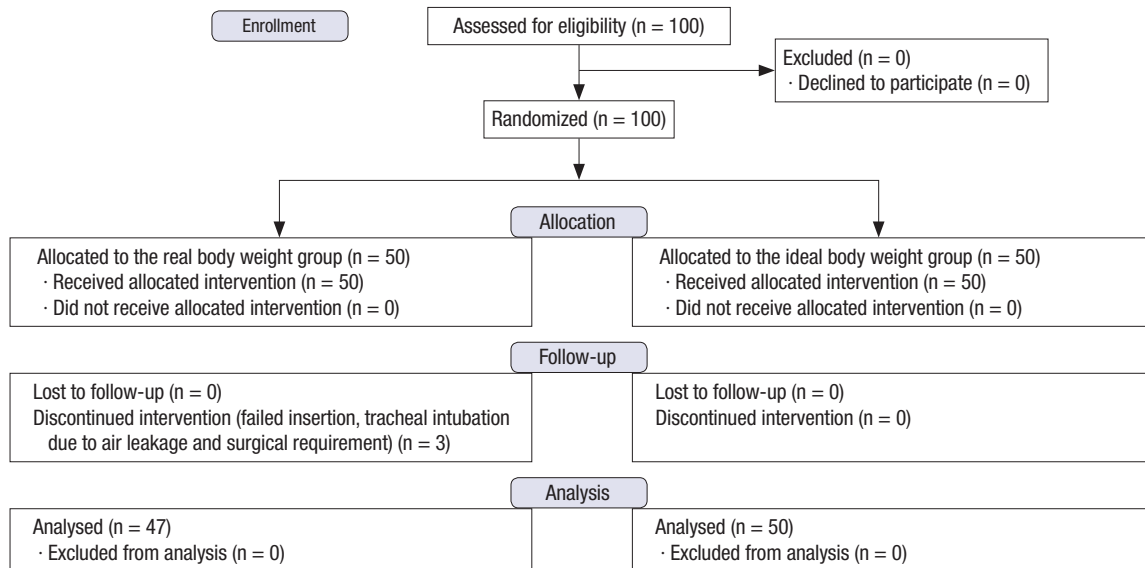 Enrollment
Assessed for eligibility (n = 100)
Excluded (n = 0)
· Declined to participate (n = 0)
Randomized (n = 100)
Allocation
Allocated to the real body weight group (n = 50)
· Received allocated intervention (n = 50)
· Did not receive allocated intervention (n = 0)
Allocated to the ideal body weight group (n = 50)
· Received allocated intervention (n = 50)
· Did not receive allocated intervention (n = 0)
Follow-up
Lost to follow-up (n = 0)
Discontinued intervention (failed insertion, tracheal intubation
due to air leakage and surgical requirement) (n = 3)
Lost to follow-up (n = 0)
Discontinued intervention (n = 0)
Analysis
Analysed (n = 47)
· Excluded from analysis (n = 0)
Analysed (n = 50)
· Excluded from analysis (n = 0)